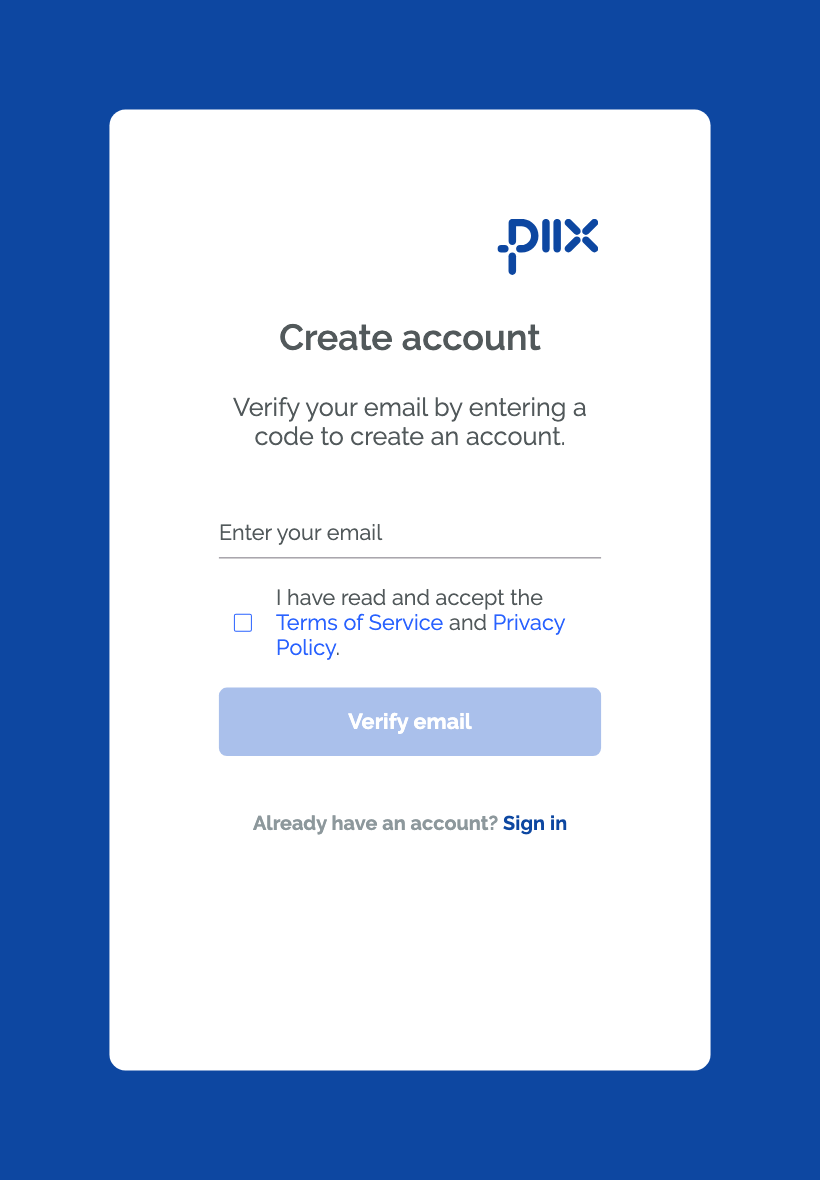 piix
Create account
Verify your email by entering a
code to create an account.
Enter your email
I have read and accept the
Terms of Service and Privacy
Policy.
Verify email
Already have an account? Sign in